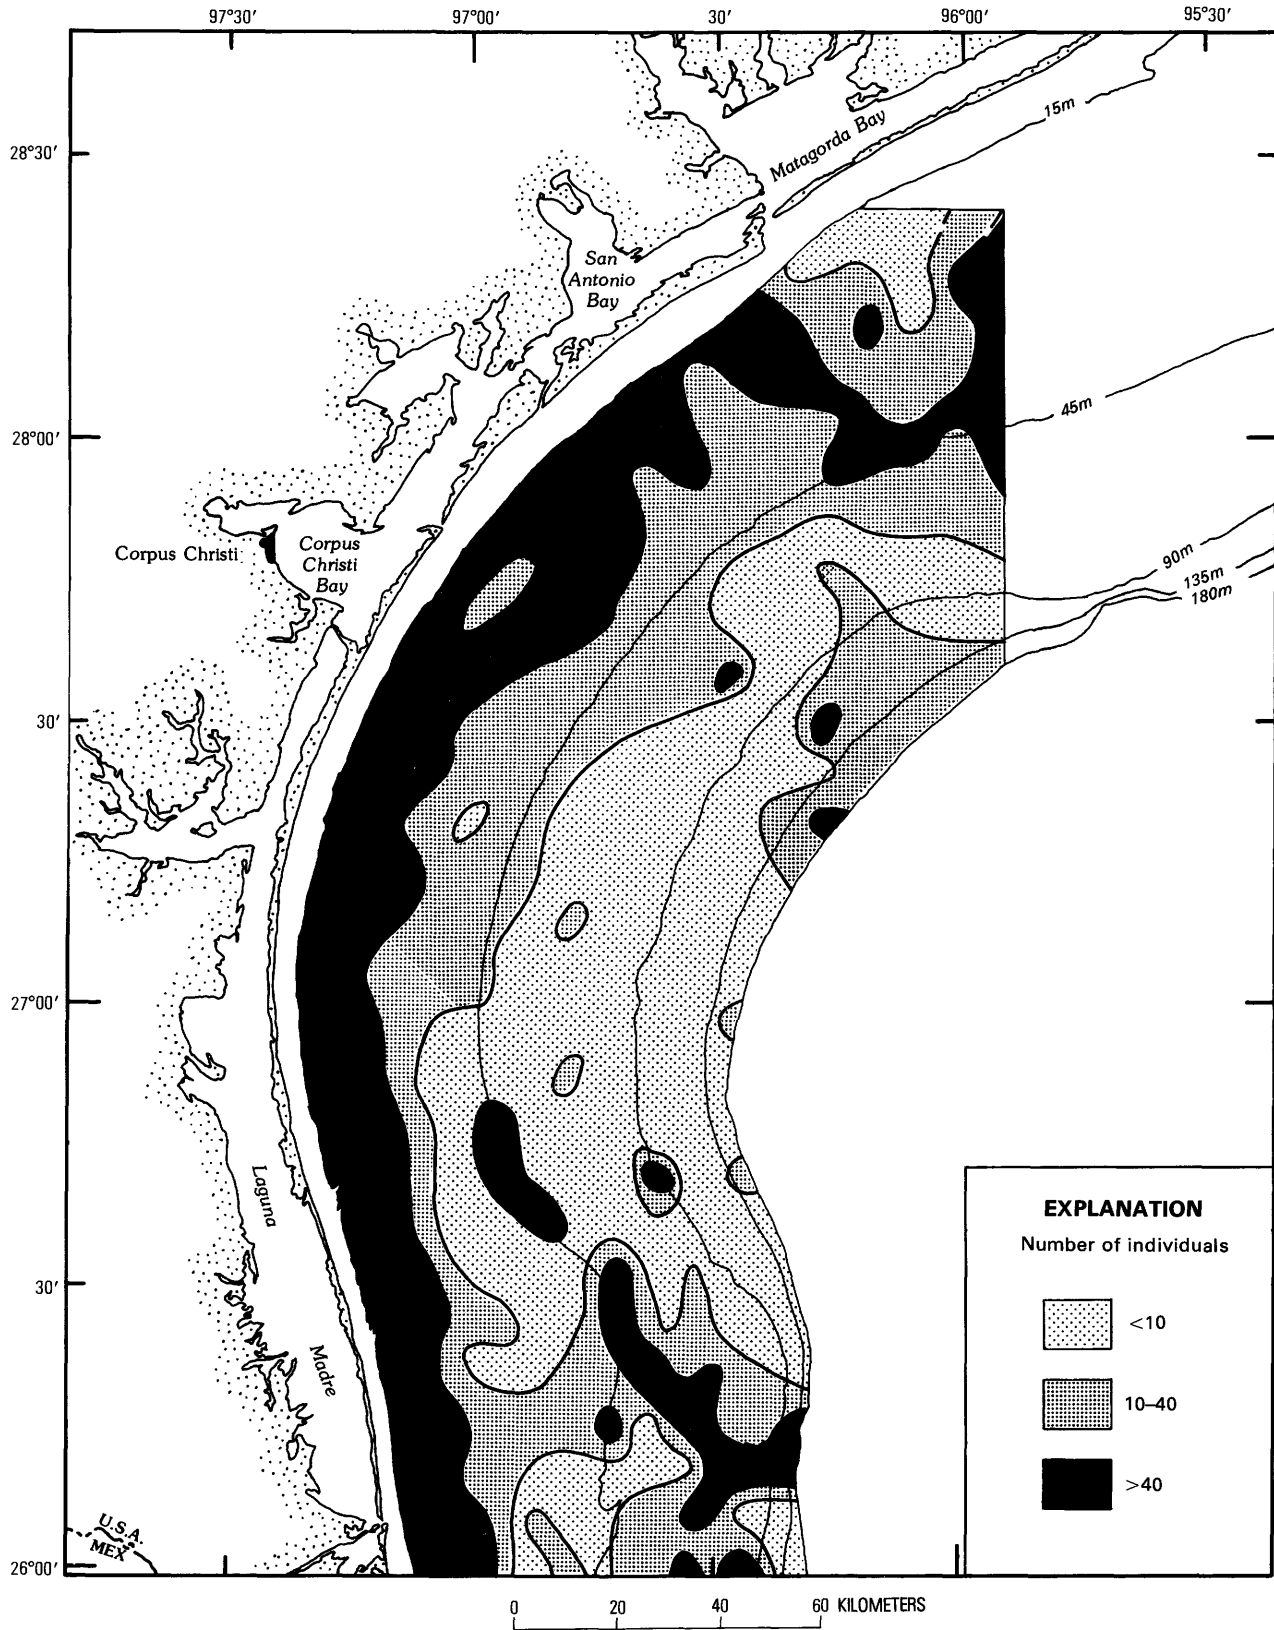 97°30′ 97°00′ 30′ 96°00′ 95°30′
15m
Matagorda Bay
28°30′
San
Antonio
Bay
45m
28°00′
Corpus Christi
Corpus
Christi
Bay
90m
135m
180m
30′
27°00′
Laguna
Madre
30′
EXPLANATION
Number of individuals
<10
10–40
>40
U.S.A.
MEX
26°00′
0 20 40 60 KILOMETERS